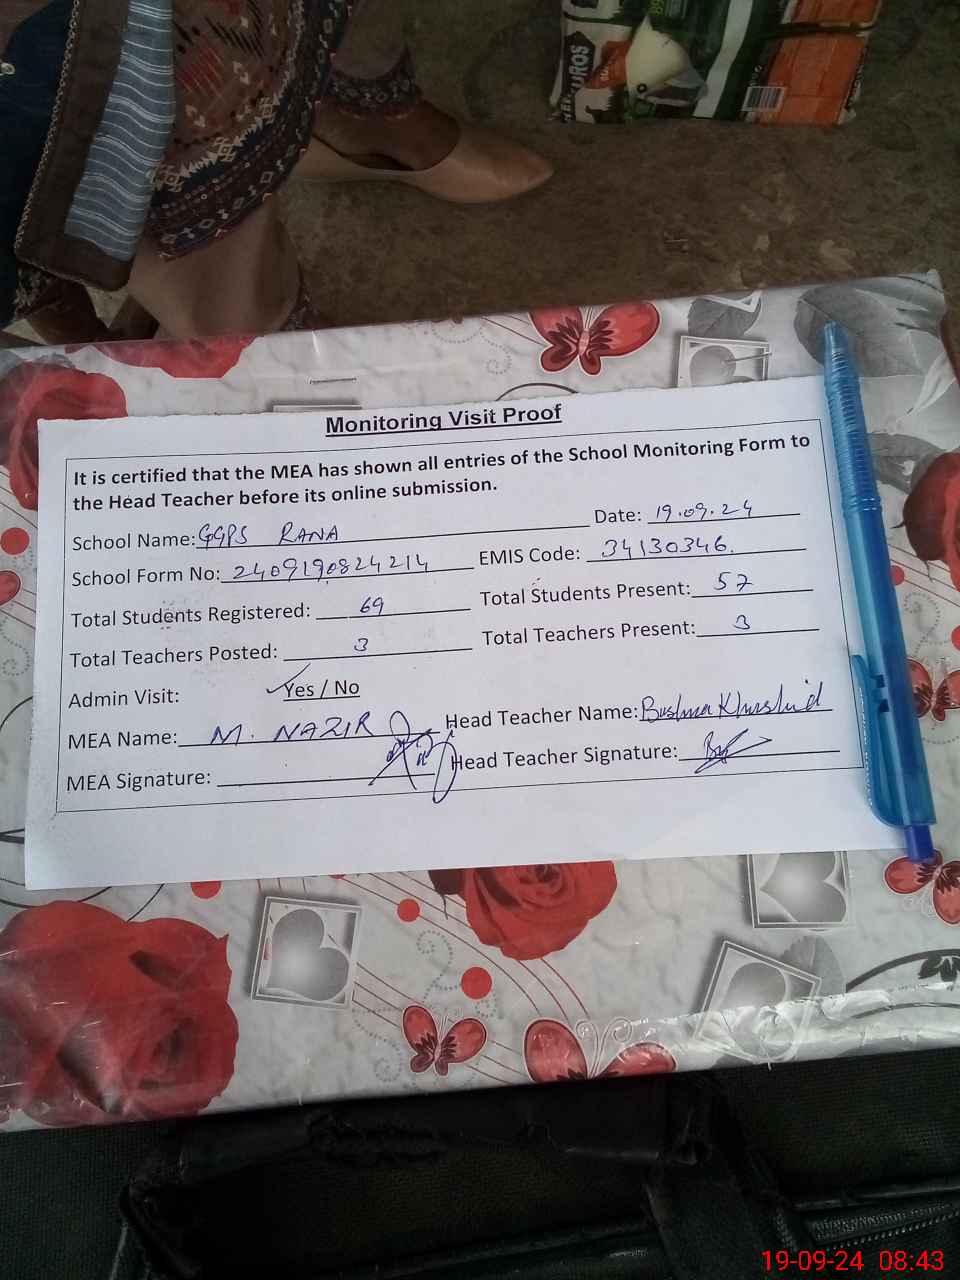 Monitoring Visit Proof
It is certified that the MEA has shown all entries of the School Monitoring Form to
the Head Teacher before its online submission.
School Name: GGPS RANA Date: 19.09.24
School Form No: 2409190824214 EMIS Code: 34130346.
Total Students Registered: 69 Total Students Present: 57
Total Teachers Posted: 3 Total Teachers Present: 3
Admin Visit: Yes / No
MEA Name: M. NAZIR Head Teacher Name: Bushra Khurshid
MEA Signature: Head Teacher Signature:
19-09-24 08:43